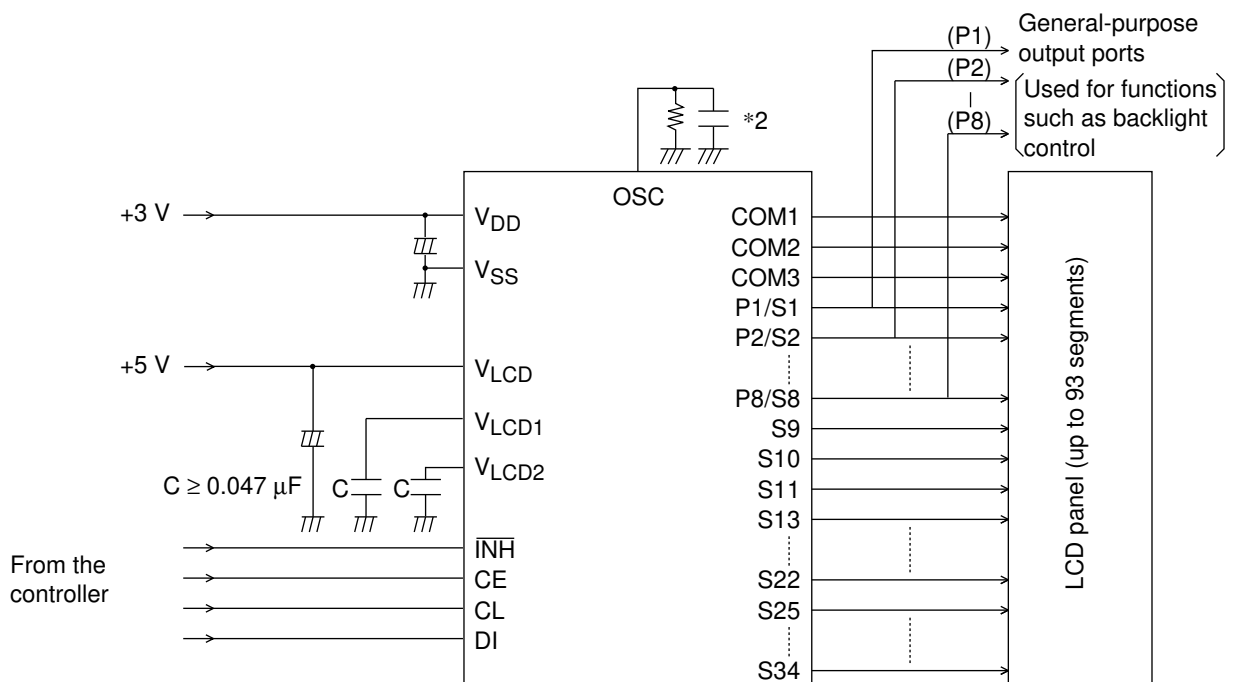 (P1)
General-purpose
output ports
(P2)
(P8)
Used for functions
such as backlight
control
*2
OSC
+3 V
VDD
VSS
+5 V
VLCD
VLCD1
VLCD2
C ≥ 0.047 μF
C
C
From the
controller
INH
CE
CL
DI
COM1
COM2
COM3
P1/S1
P2/S2
P8/S8
S9
S10
S11
S13
S22
S25
S34
LCD panel (up to 93 segments)